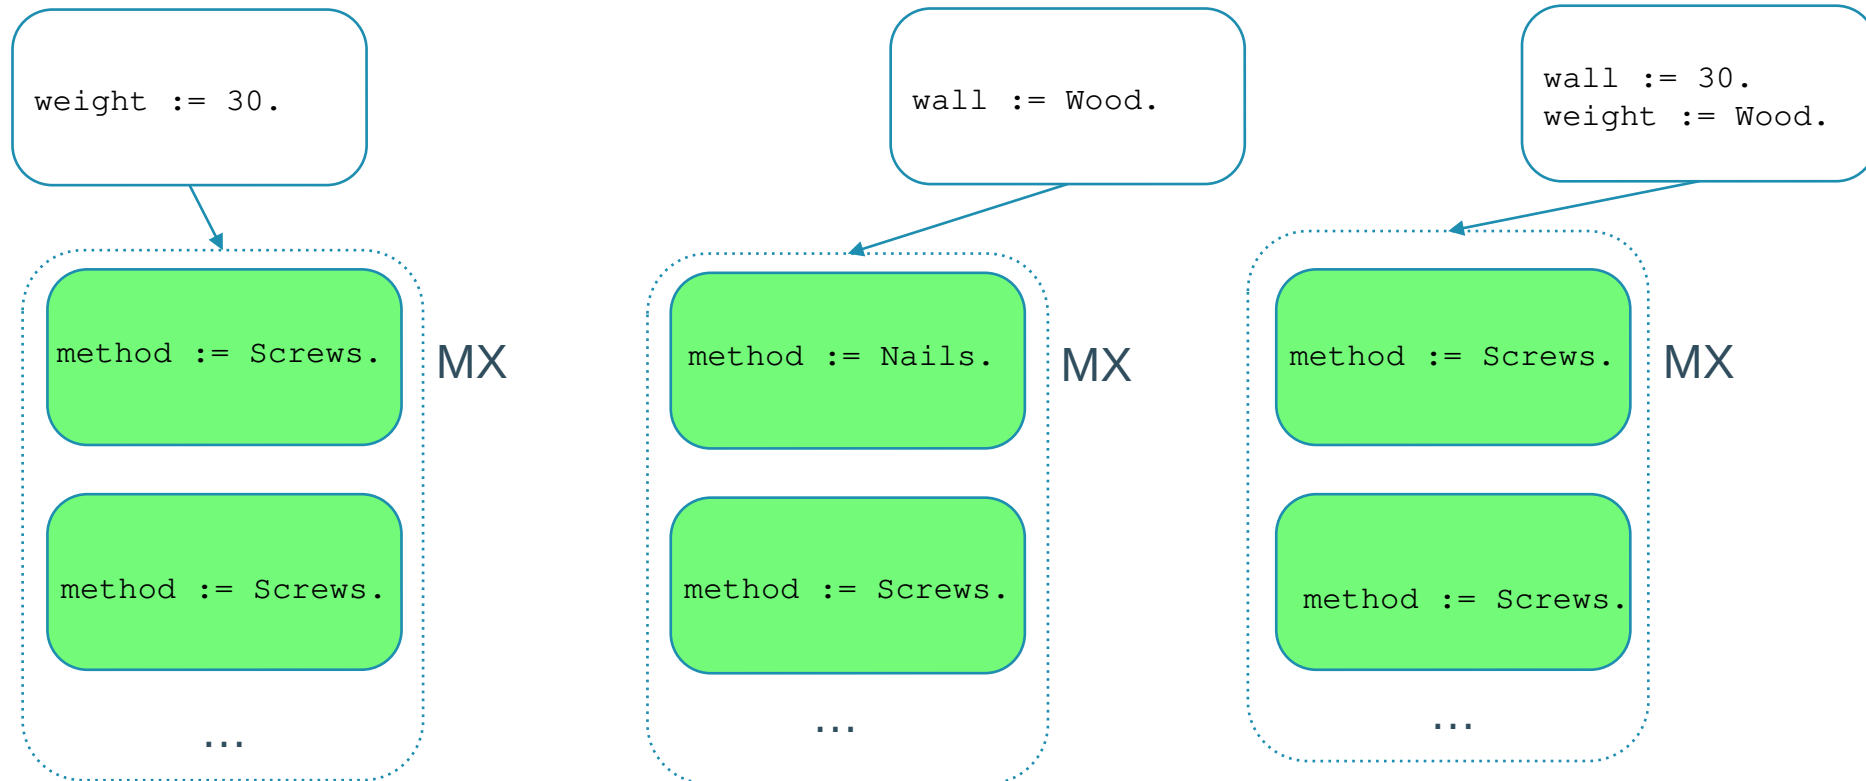 weight := 30.
wall := Wood.
wall := 30.
weight := Wood.
method := Screws.
MX
method := Nails.
MX
method := Screws.
MX
method := Screws.
method := Screws.
method := Screws.
...
...
...